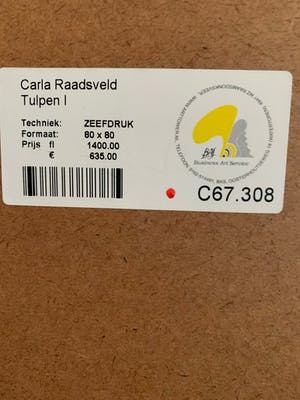 Carla Raadsveld
Tulpen I
Techniek: ZEEFDRUK
Formaat: 80 x 80
Prijs fl 1400.00
€ 635.00
Business Art Service
C67.308